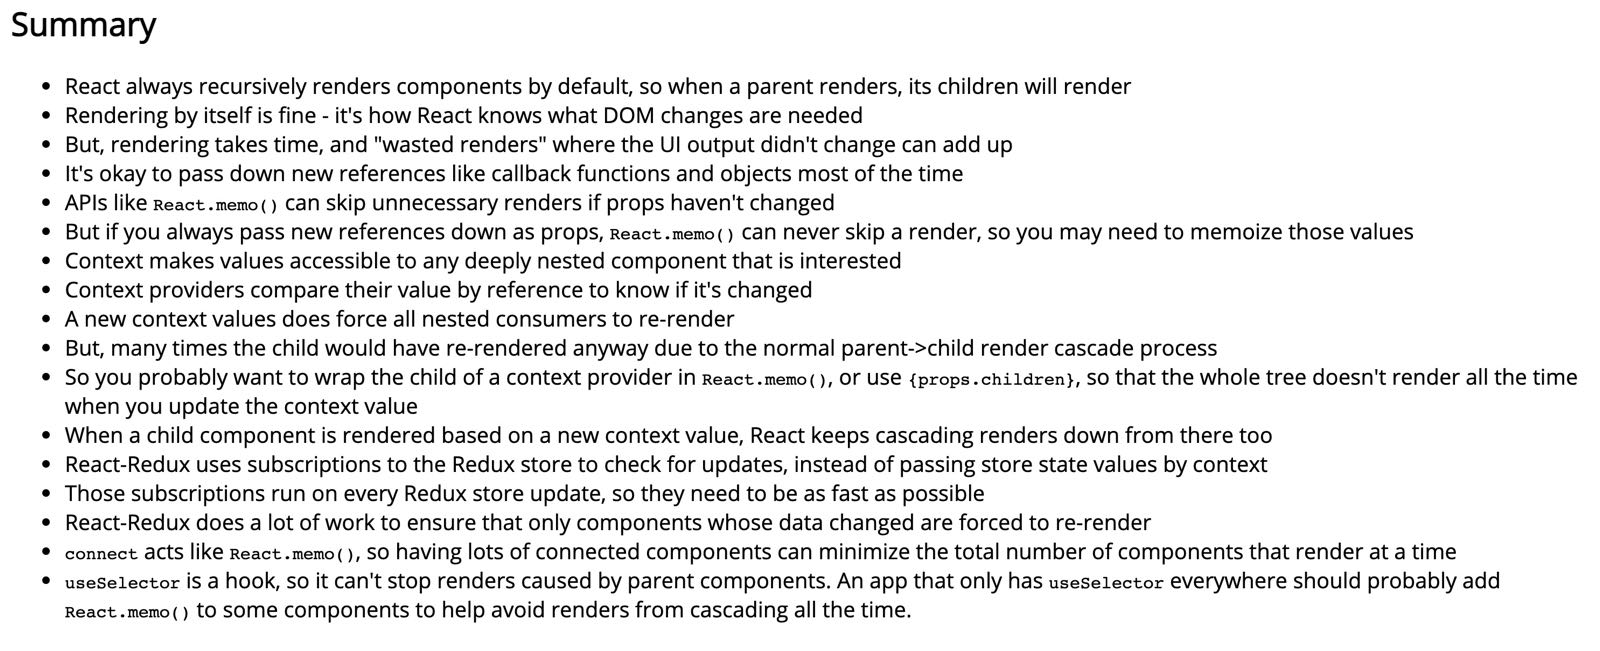 Summary
• React always recursively renders components by default, so when a parent renders, its children will render
• Rendering by itself is fine - it's how React knows what DOM changes are needed
• But, rendering takes time, and "wasted renders" where the UI output didn't change can add up
• It's okay to pass down new references like callback functions and objects most of the time
• APIs like React.memo() can skip unnecessary renders if props haven't changed
• But if you always pass new references down as props, React.memo() can never skip a render, so you may need to memoize those values
• Context makes values accessible to any deeply nested component that is interested
• Context providers compare their value by reference to know if it's changed
• A new context values does force all nested consumers to re-render
• But, many times the child would have re-rendered anyway due to the normal parent->child render cascade process
• So you probably want to wrap the child of a context provider in React.memo(), or use {props.children}, so that the whole tree doesn't render all the time
when you update the context value
• When a child component is rendered based on a new context value, React keeps cascading renders down from there too
• React-Redux uses subscriptions to the Redux store to check for updates, instead of passing store state values by context
• Those subscriptions run on every Redux store update, so they need to be as fast as possible
• React-Redux does a lot of work to ensure that only components whose data changed are forced to re-render
• connect acts like React.memo(), so having lots of connected components can minimize the total number of components that render at a time
• useSelector is a hook, so it can't stop renders caused by parent components. An app that only has useSelector everywhere should probably add
React.memo() to some components to help avoid renders from cascading all the time.